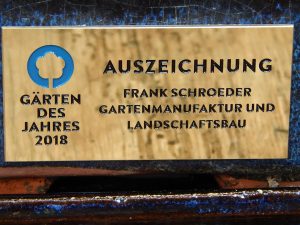 GÄRTEN
DES
JAHRES
2018
AUSZEICHNUNG
FRANK SCHROEDER
GARTENMANUFAKTUR UND
LANDSCHAFTSBAU